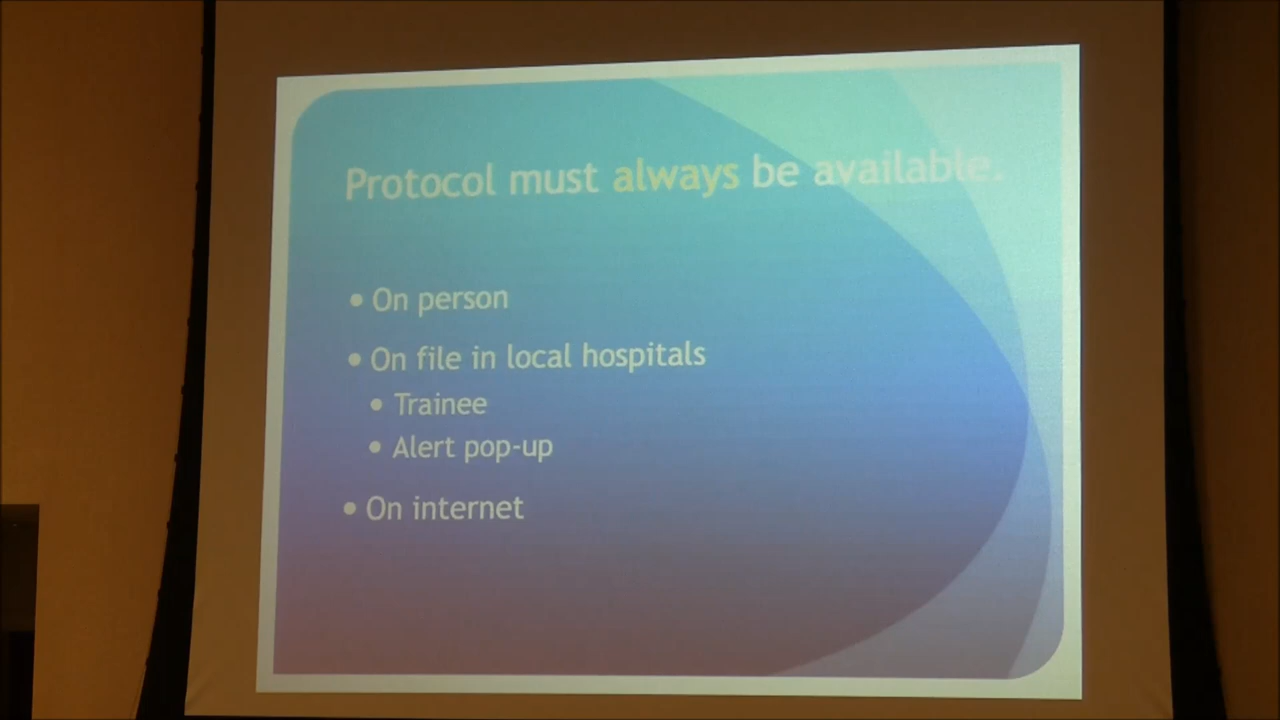 Protocol must always be available.
• On person
• On file in local hospitals
• Trainee
• Alert pop-up
• On internet